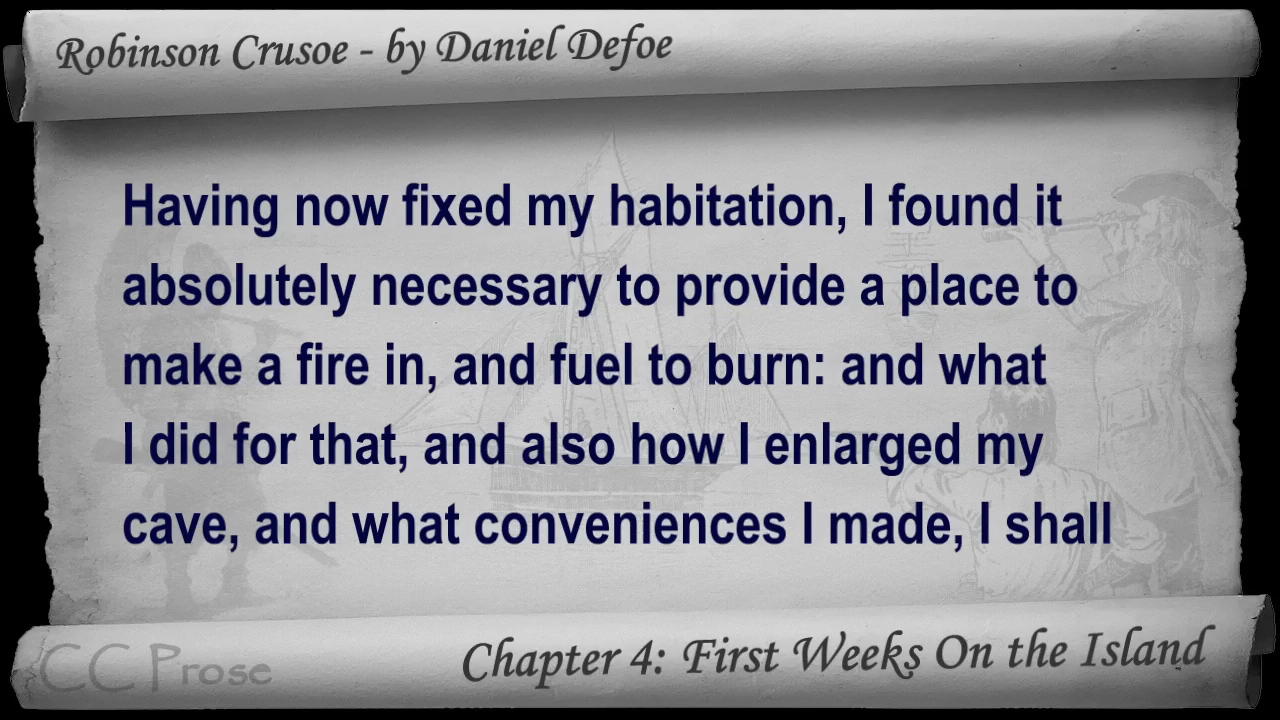 Robinson Crusoe - by Daniel Defoe
Having now fixed my habitation, I found it
absolutely necessary to provide a place to
make a fire in, and fuel to burn: and what
I did for that, and also how I enlarged my
cave, and what conveniences I made, I shall
CC Prose
Chapter 4: First Weeks On the Island